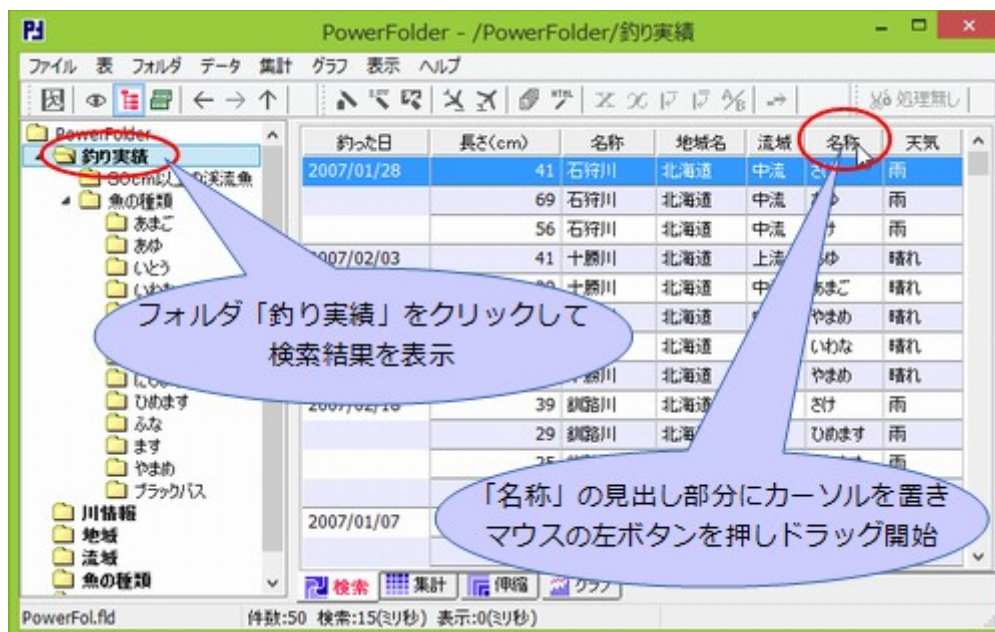 PowerFolder - /PowerFolder/釣り実績
ファイル 表 フォルダ データ 集計 グラフ 表示 ヘルプ
処理無し
PowerFolder
釣り実績
魚の種類
あまご
あゆ
いとう
ひめます
ふな
ます
やまめ
ブラックバス
川情報
地域
流域
魚の種類
釣った日 長さ(cm) 名称 地域名 流域 名称 天気
2007/01/28 41 石狩川 北海道 中流 雨
69 石狩川 北海道 中流 雨
56 石狩川 北海道 中流 雨
2007/02/03 41 十勝川 北海道 上流 晴れ
十勝川 北海道 晴れ
北海道 やまめ 晴れ
北海道 いわな 晴れ
北海道 やまめ 晴れ
39 釧路川 北海道 さけ 雨
29 釧路川 ひめます 雨
2007/01/07
フォルダ「釣り実績」をクリックして
検索結果を表示
「名称」の見出し部分にカーソルを置き
マウスの左ボタンを押しドラッグ開始
検索 集計 伸縮 グラフ
PowerFol.fld 件数:50 検索:15(ミリ秒) 表示:0(ミリ秒)